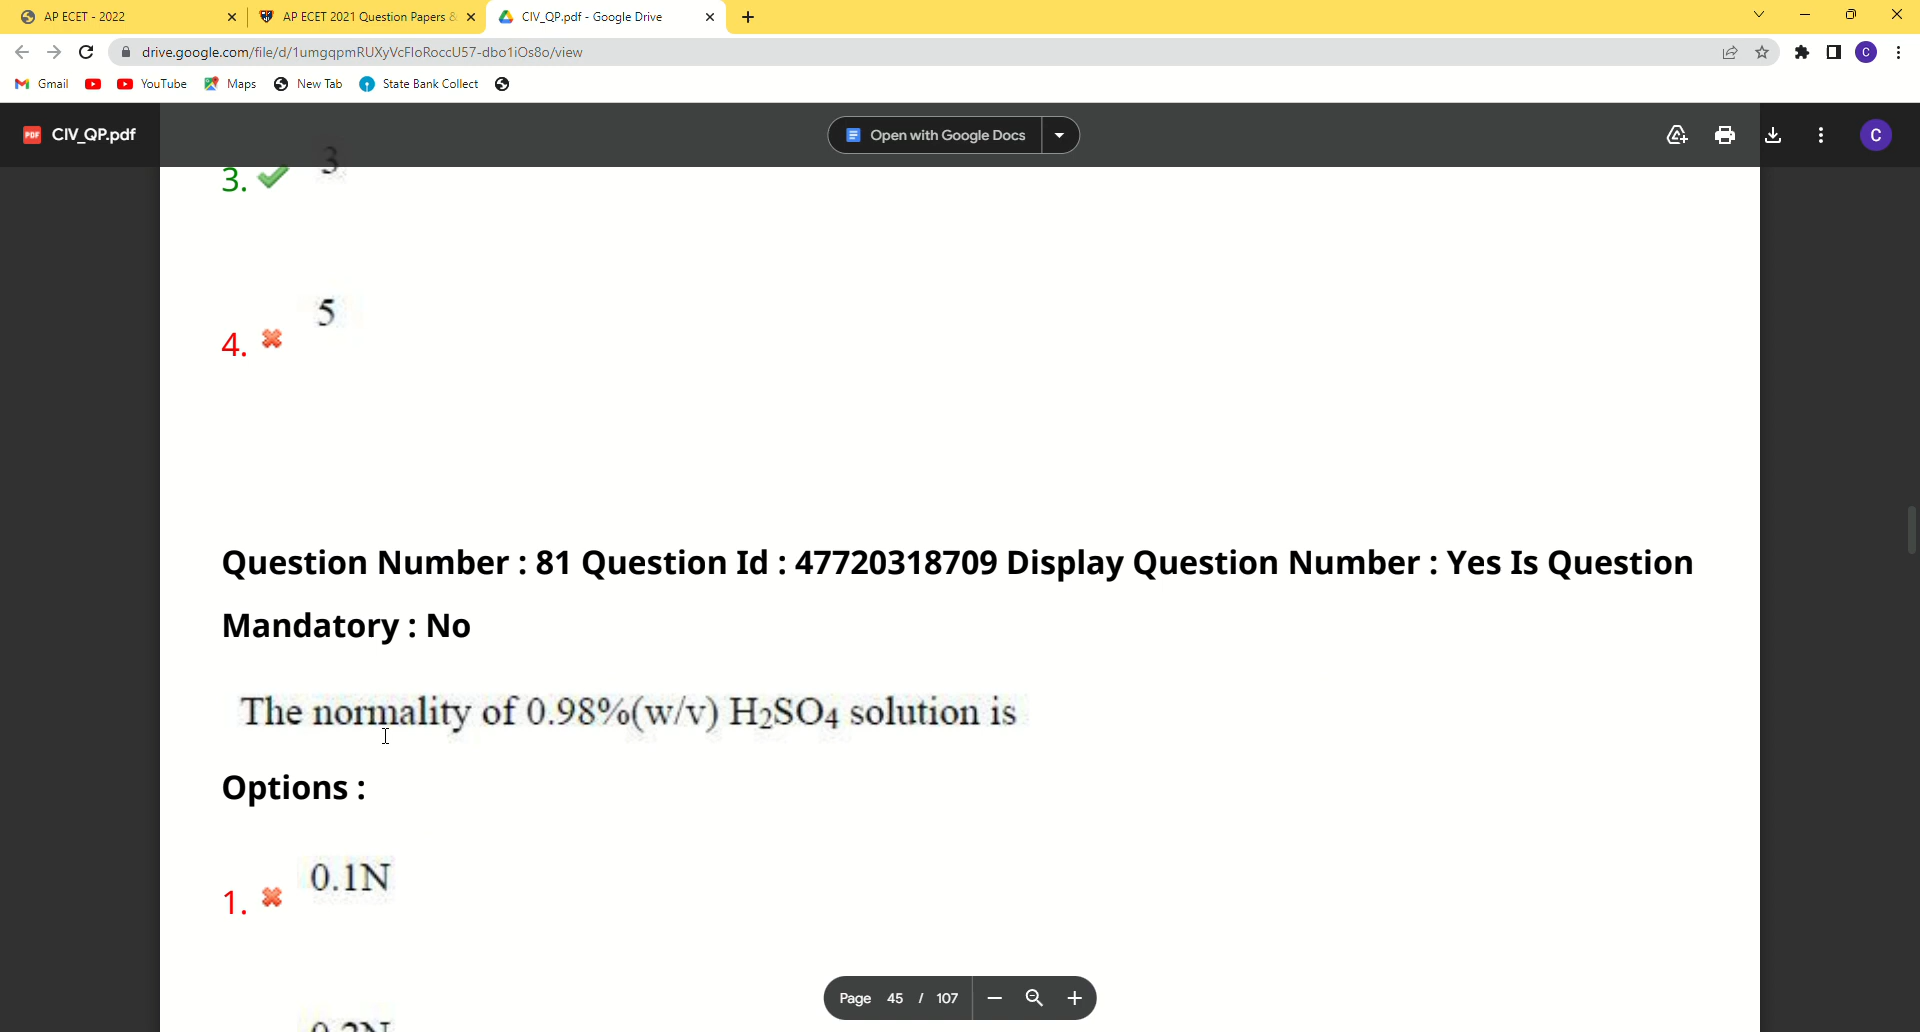 AP ECET - 2022
AP ECET 2021 Question Papers &
CIV_QP.pdf - Google Drive
drive.google.com/file/d/1umgqpmRUXyVcFIoRoccU57-dbo1iOs8o/view
C
Gmail
YouTube
Maps
New Tab
State Bank Collect
PDF
CIV_QP.pdf
Open with Google Docs
C
3. 3
5
4.
Question Number : 81 Question Id : 47720318709 Display Question Number : Yes Is Question
Mandatory : No
The normality of 0.98%(w/v) H₂SO₄ solution is
Options :
0.1N
1.
Page 45 / 107